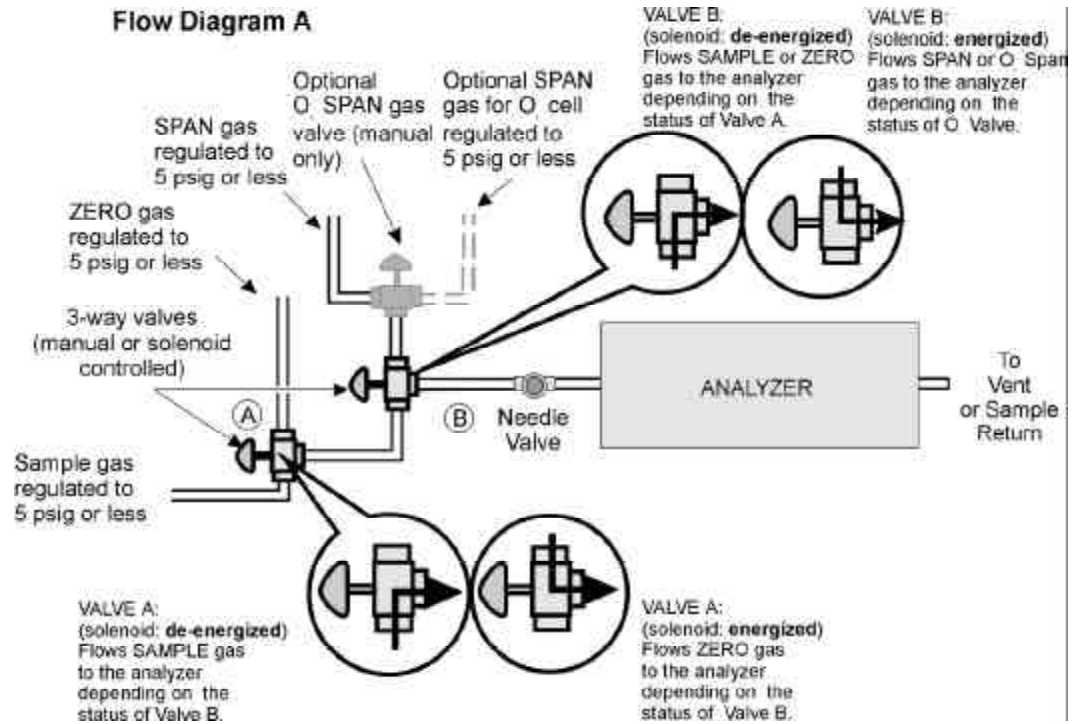 Flow Diagram A
VALVE B:
(solenoid: de-energized)
Flows SAMPLE or ZERO
gas to the analyzer
depending on the
status of Valve A.
VALVE B:
(solenoid: energized)
Flows SPAN or O Span
gas to the analyzer
depending on the
status of O Valve.
Optional
O SPAN gas
valve (manual
only)
Optional SPAN
gas for O cell
regulated to
5 psig or less
SPAN gas
regulated to
5 psig or less
ZERO gas
regulated to
5 psig or less
3-way valves
(manual or solenoid
controlled)
A
B
Needle
Valve
ANALYZER
To
Vent
or Sample
Return
Sample gas
regulated to
5 psig or less
VALVE A:
(solenoid: de-energized)
Flows SAMPLE gas
to the analyzer
depending on the
status of Valve B.
VALVE A:
(solenoid: energized)
Flows ZERO gas
to the analyzer
depending on the
status of Valve B.